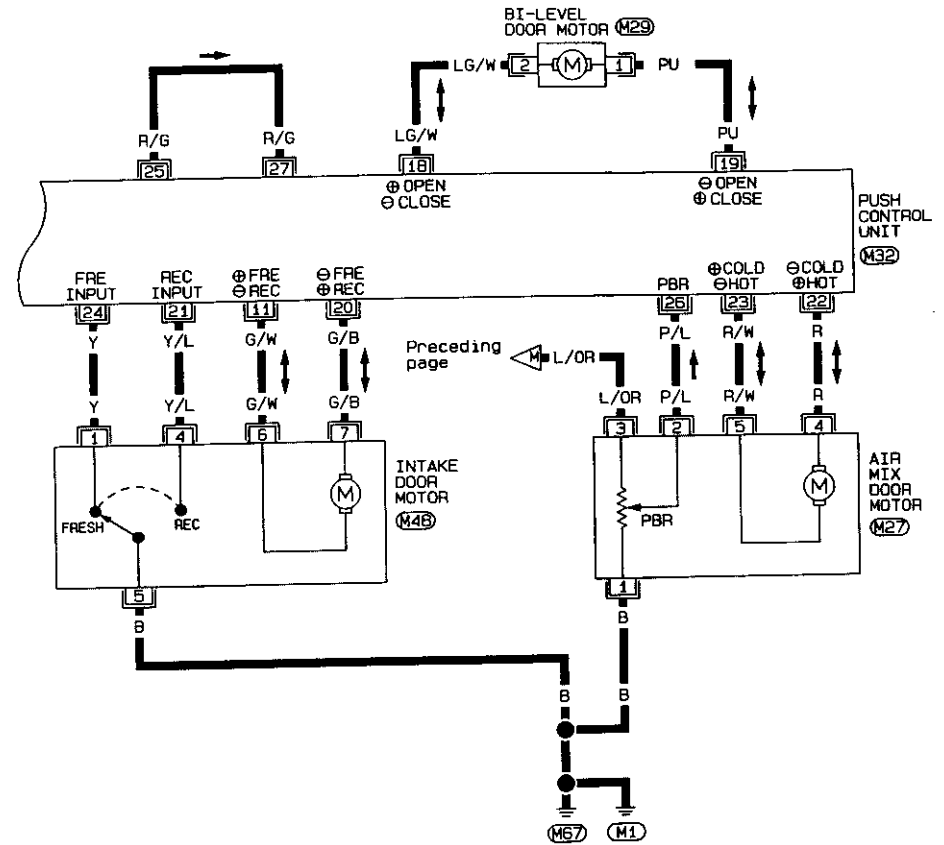 BI-LEVEL
DOOR MOTOR M29
LG/W 2 M 1 PU
R/G R/G LG/W PU
25 27 18 19
⊕ OPEN
⊖ CLOSE
⊖ OPEN
⊕ CLOSE
PUSH
CONTROL
UNIT
M32
FRE
INPUT
REC
INPUT
⊕ FRE
⊖ REC
⊖ FRE
⊕ REC
PBR
⊕COLD
⊖HOT
⊖COLD
⊕HOT
24 21 11 20 26 23 22
Y Y/L G/W G/B P/L R/W R
Preceding
page
M L/OR
Y Y/L G/W G/B L/OR P/L R/W R
1 4 6 7 3 2 5 4
INTAKE
DOOR
MOTOR
M48
M
FRESH REC
AIR
MIX
DOOR
MOTOR
M27
M
PBR
5 1
B B
B B
M67 M1